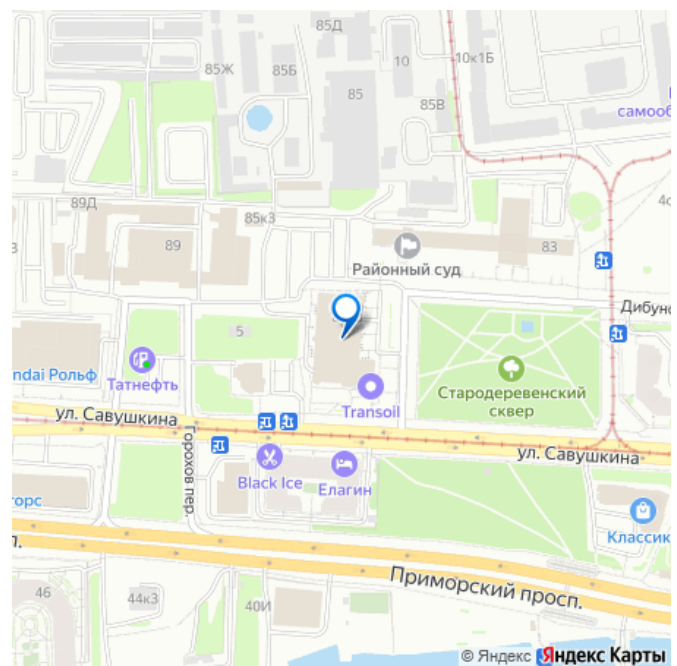 85Д
85Ж
85Б
10
10к1Б
85
85В
самооб
89Д
85к3
4
89
83
Районный суд
Дибуно
5
ndai Рольф
Татнефть
Стародеревенский
сквер
Transoil
ул. Савушкина
Горохов пер.
ул. Савушкина
Black Ice
Елагин
торс
Классик
Приморский просп.
46
44к3
40И
© Яндекс Яндекс Карты